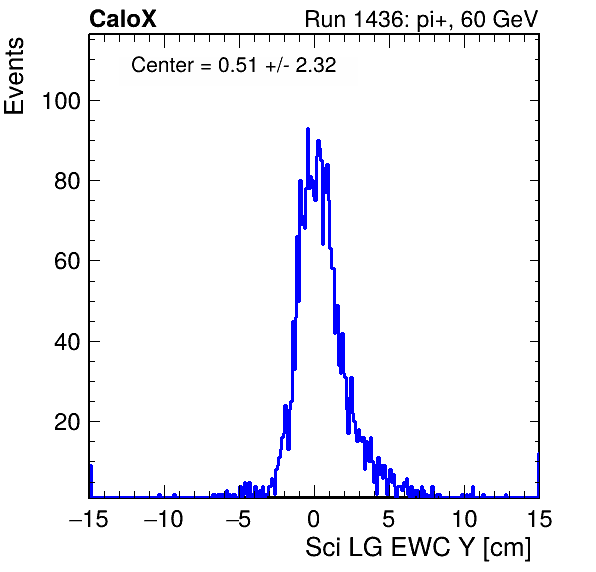 CaloX Run 1436: pi+, 60 GeV
Center = 0.51 +/- 2.32
Events
100
80
60
40
20
−15 −10 −5 0 5 10 15
Sci LG EWC Y [cm]